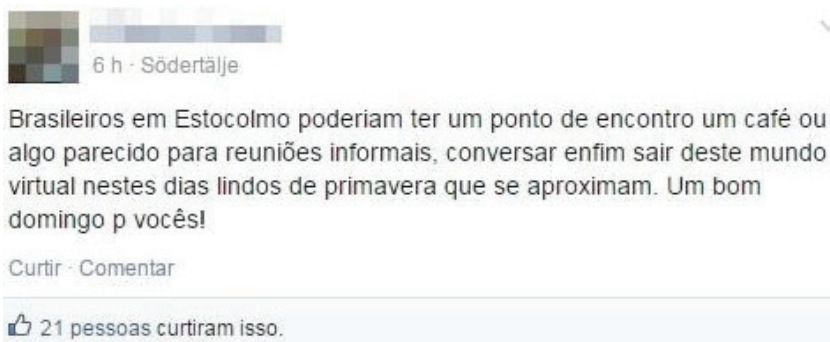 6 h · Södertälje
Brasileiros em Estocolmo poderiam ter um ponto de encontro um café ou
algo parecido para reuniões informais, conversar enfim sair deste mundo
virtual nestes dias lindos de primavera que se aproximam. Um bom
domingo p vocês!
Curtir · Comentar
21 pessoas curtiram isso.